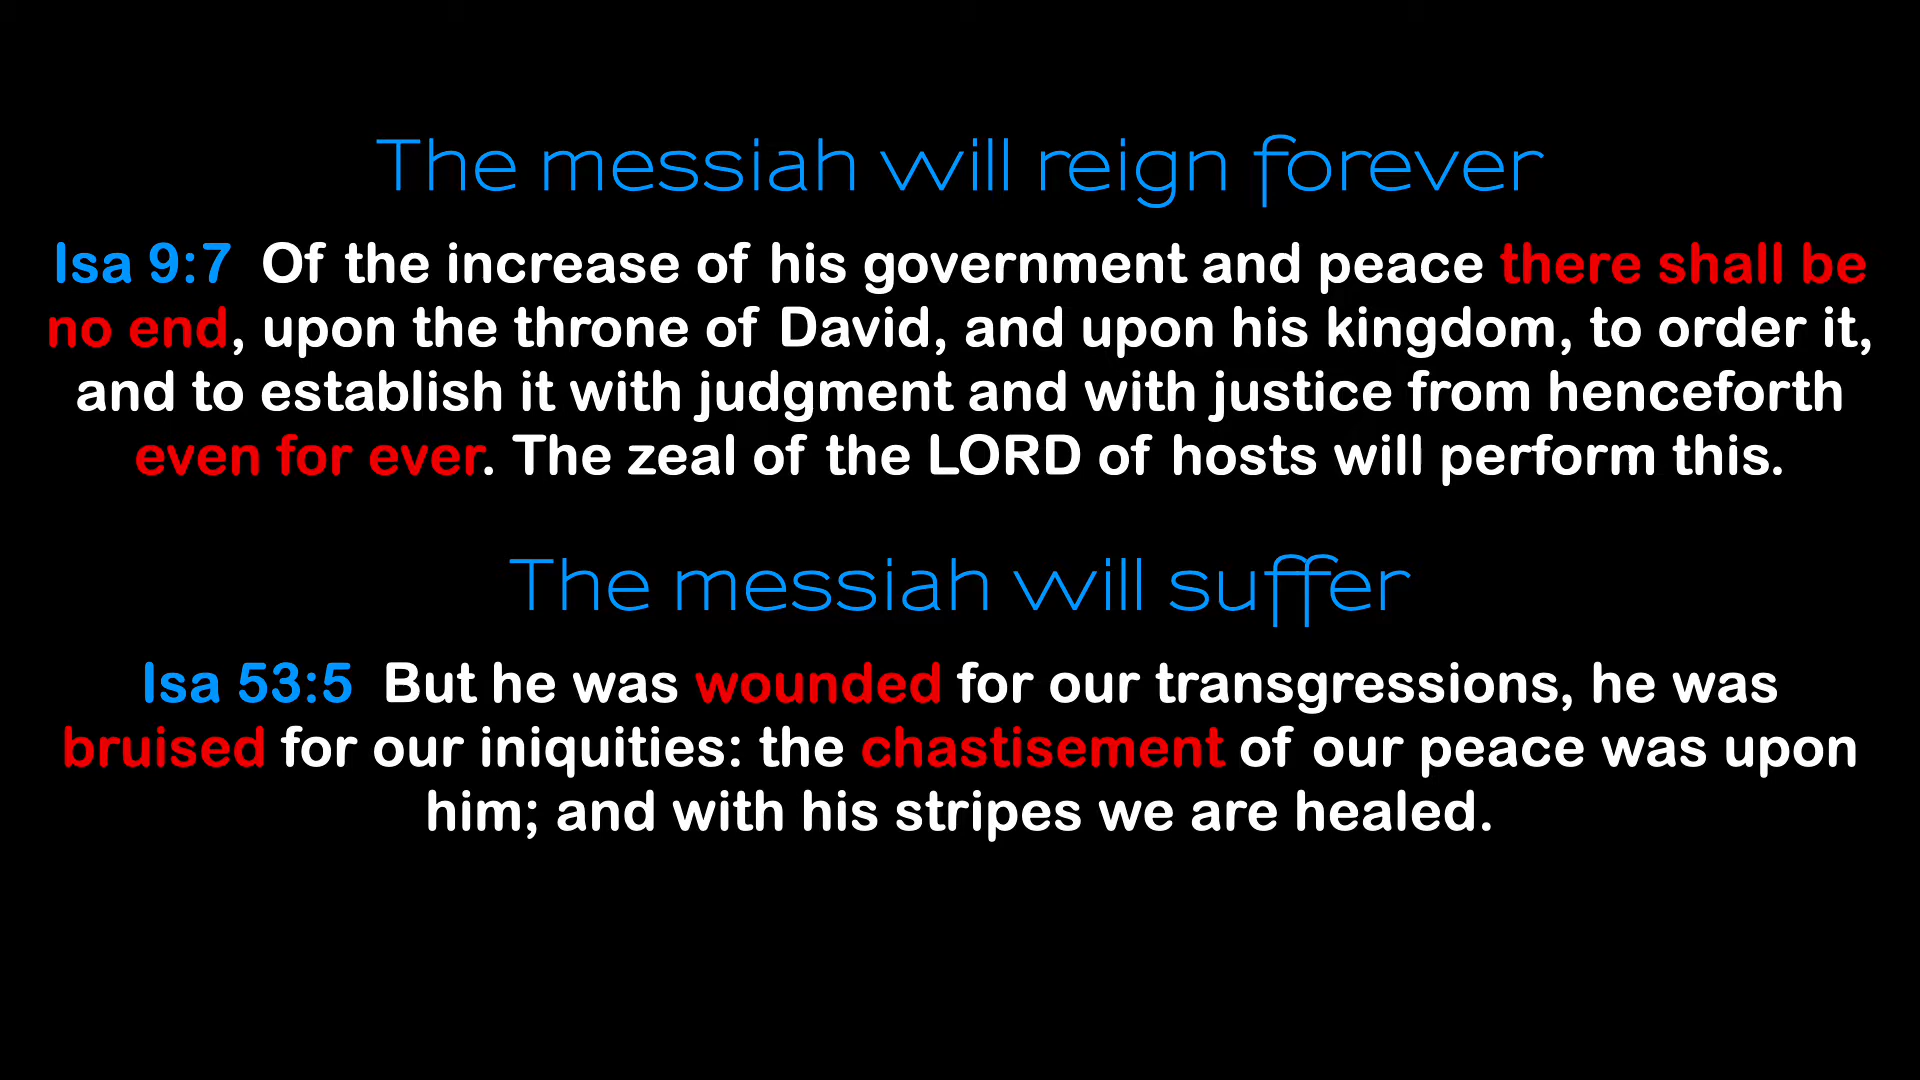 The messiah will reign forever
Isa 9:7  Of the increase of his government and peace there shall be
no end, upon the throne of David, and upon his kingdom, to order it,
and to establish it with judgment and with justice from henceforth
even for ever. The zeal of the LORD of hosts will perform this.
The messiah will suffer
Isa 53:5  But he was wounded for our transgressions, he was
bruised for our iniquities: the chastisement of our peace was upon
him; and with his stripes we are healed.